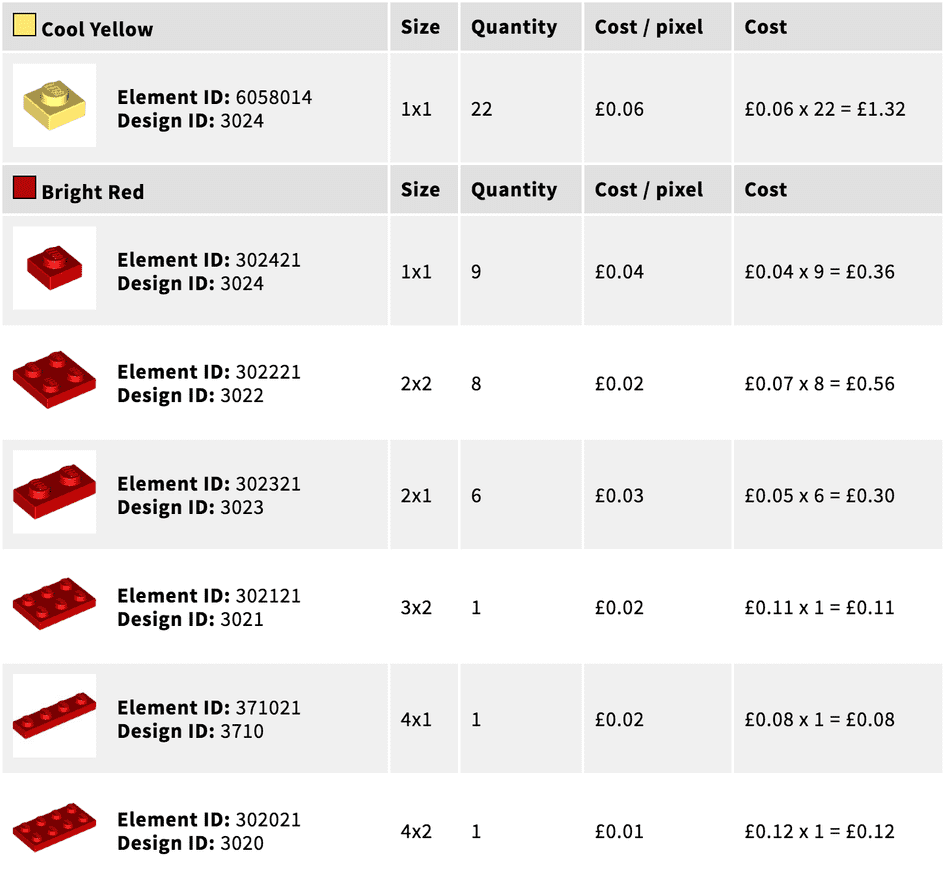 Cool Yellow Size Quantity Cost / pixel Cost
Element ID: 6058014
Design ID: 3024
1x1 22 £0.06 £0.06 x 22 = £1.32
Bright Red Size Quantity Cost / pixel Cost
Element ID: 302421
Design ID: 3024
1x1 9 £0.04 £0.04 x 9 = £0.36
Element ID: 302221
Design ID: 3022
2x2 8 £0.02 £0.07 x 8 = £0.56
Element ID: 302321
Design ID: 3023
2x1 6 £0.03 £0.05 x 6 = £0.30
Element ID: 302121
Design ID: 3021
3x2 1 £0.02 £0.11 x 1 = £0.11
Element ID: 371021
Design ID: 3710
4x1 1 £0.02 £0.08 x 1 = £0.08
Element ID: 302021
Design ID: 3020
4x2 1 £0.01 £0.12 x 1 = £0.12